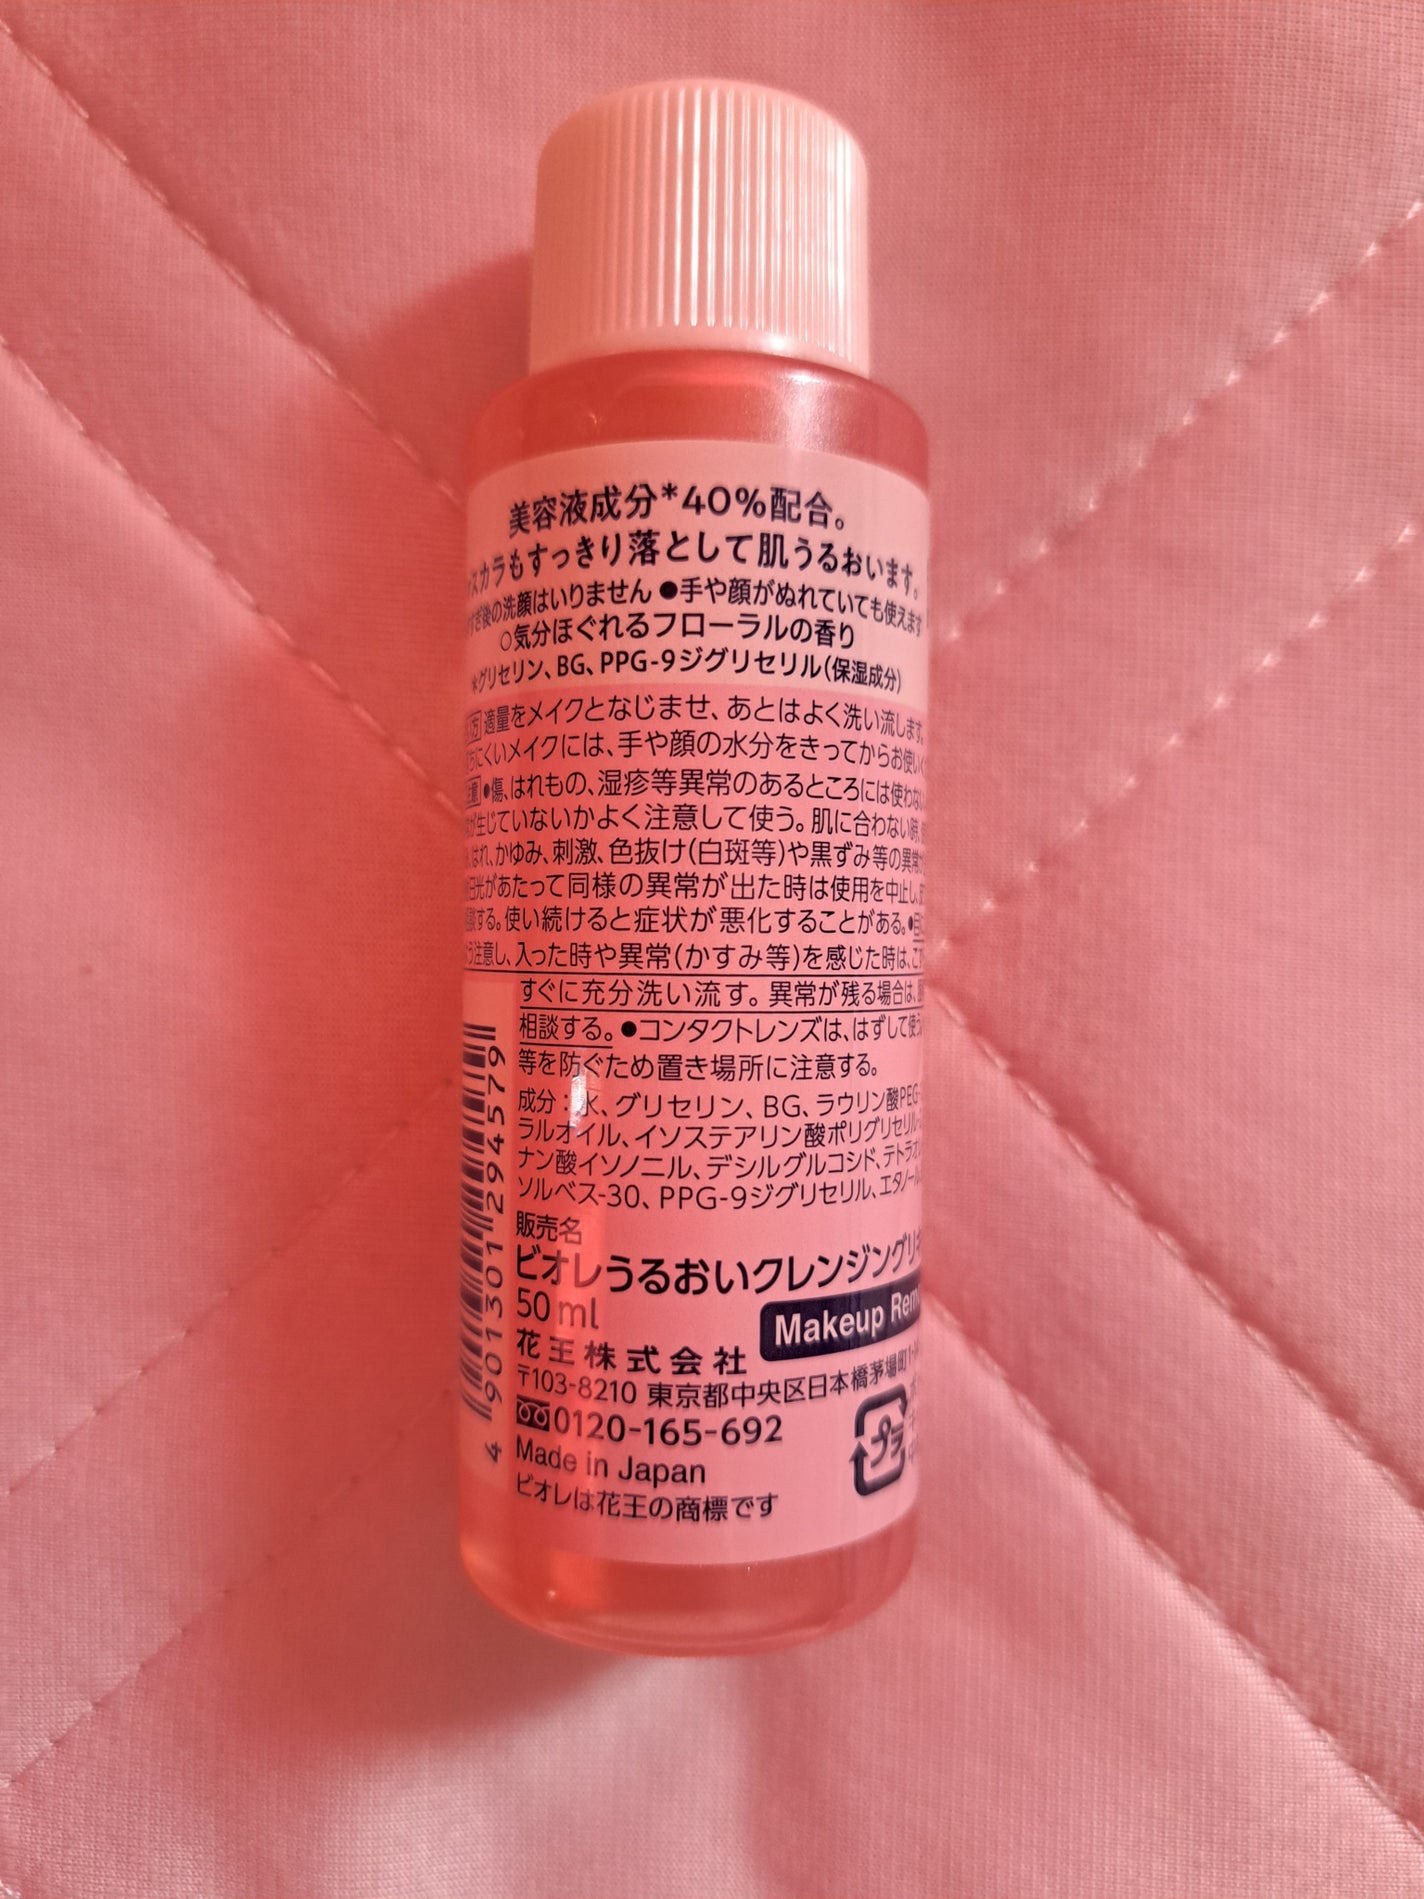 美容液成分*40%配合。
スカラもすっきり落として肌うるおいます。
すぎ後の洗顔はいりません ●手や顔がぬれていても使えます
○気分ほぐれるフローラルの香り
*グリセリン、BG、PPG-9ジグリセリル(保湿成分)
方 適量をメイクとなじませ、あとはよく洗い流します。
ちにくいメイクには、手や顔の水分をきってからお使いく
注意 ●傷、はれもの、湿疹等異常のあるところには使わない
が生じていないかよく注意して使う。肌に合わない時、
はれ、かゆみ、刺激、色抜け(白斑等)や黒ずみ等の異常
日光があたって同様の異常が出た時は使用を中止し、
談する。使い続けると症状が悪化することがある。●目に
う注意し、入った時や異常(かすみ等)を感じた時は、こす
すぐに充分洗い流す。異常が残る場合は、
相談する。●コンタクトレンズは、はずして使う
等を防ぐため置き場所に注意する。
成分:水、グリセリン、BG、ラウリン酸PEG-
ラルオイル、イソステアリン酸ポリグリセリル-
ナン酸イソノニル、デシルグルコシド、テトラオレ
ソルベス-30、PPG-9ジグリセリル、エタノール、
販売名
ビオレうるおいクレンジングリキ
50 ml
Makeup Rem
花王株式会社
〒103-8210 東京都中央区日本橋茅場町1-
0120-165-692
プラ
Made in Japan
ビオレは花王の商標です
4 901301 294579